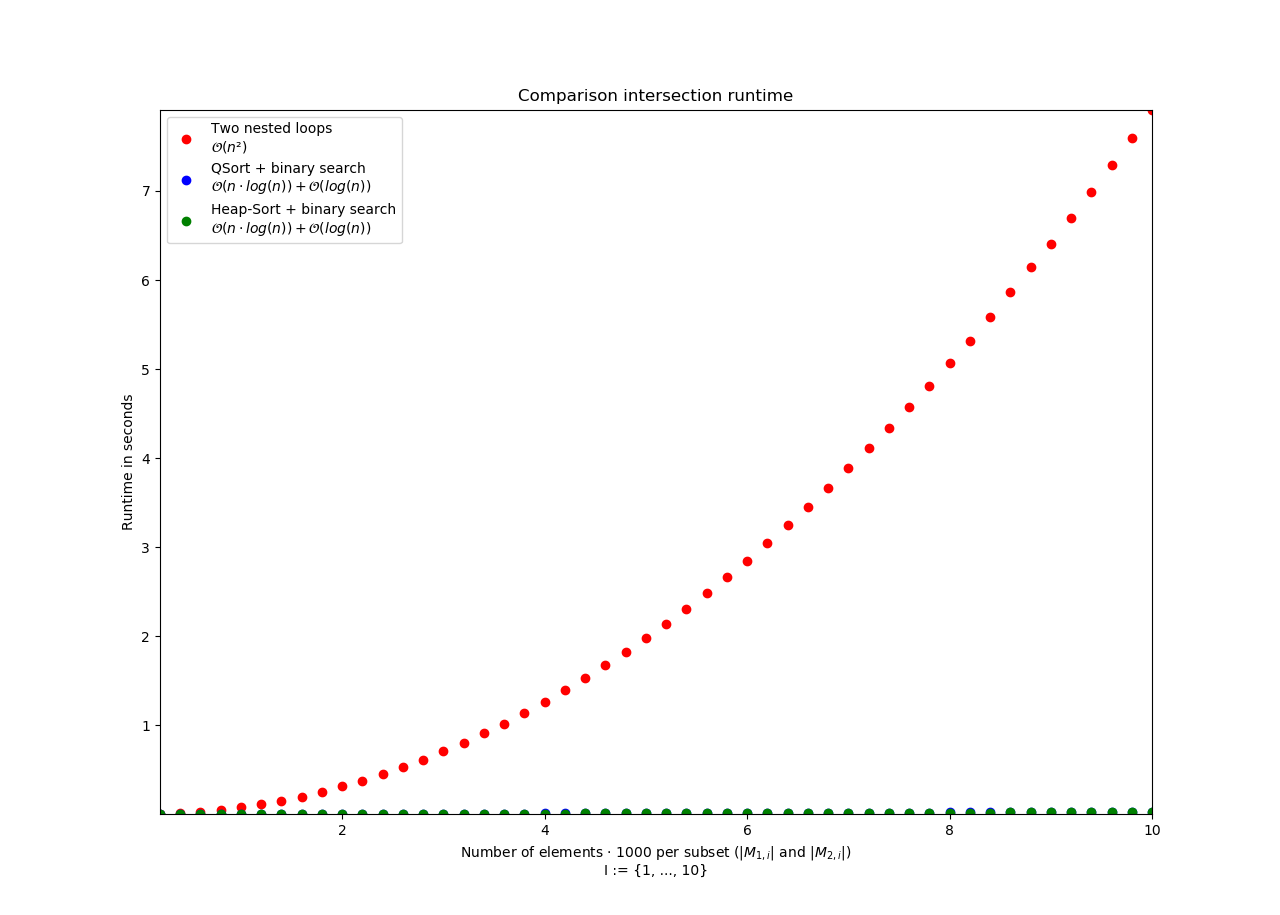 Comparison intersection runtime
Two nested loops
𝒪(n²)
QSort + binary search
𝒪(n · log(n)) + 𝒪(log(n))
Heap-Sort + binary search
𝒪(n · log(n)) + 𝒪(log(n))
7
6
5
4
3
2
1
Runtime in seconds
2 4 6 8 10
Number of elements · 1000 per subset (|M₁,ᵢ| and |M₂,ᵢ|)
I := {1, ..., 10}